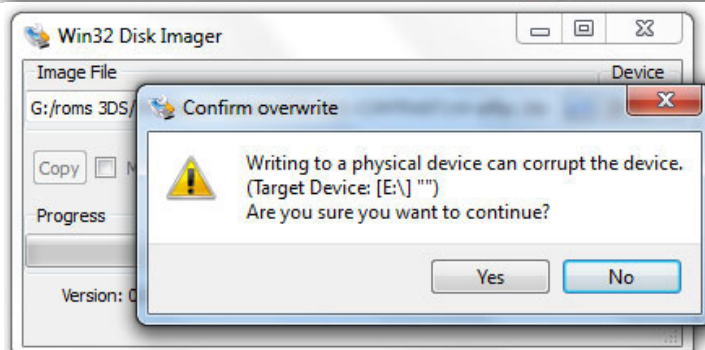 Win32 Disk Imager
Image File
Device
G:/roms 3DS/
Confirm overwrite
Writing to a physical device can corrupt the device.
(Target Device: [E:\] "")
Are you sure you want to continue?
Copy
Progress
Yes
No
Version: 0